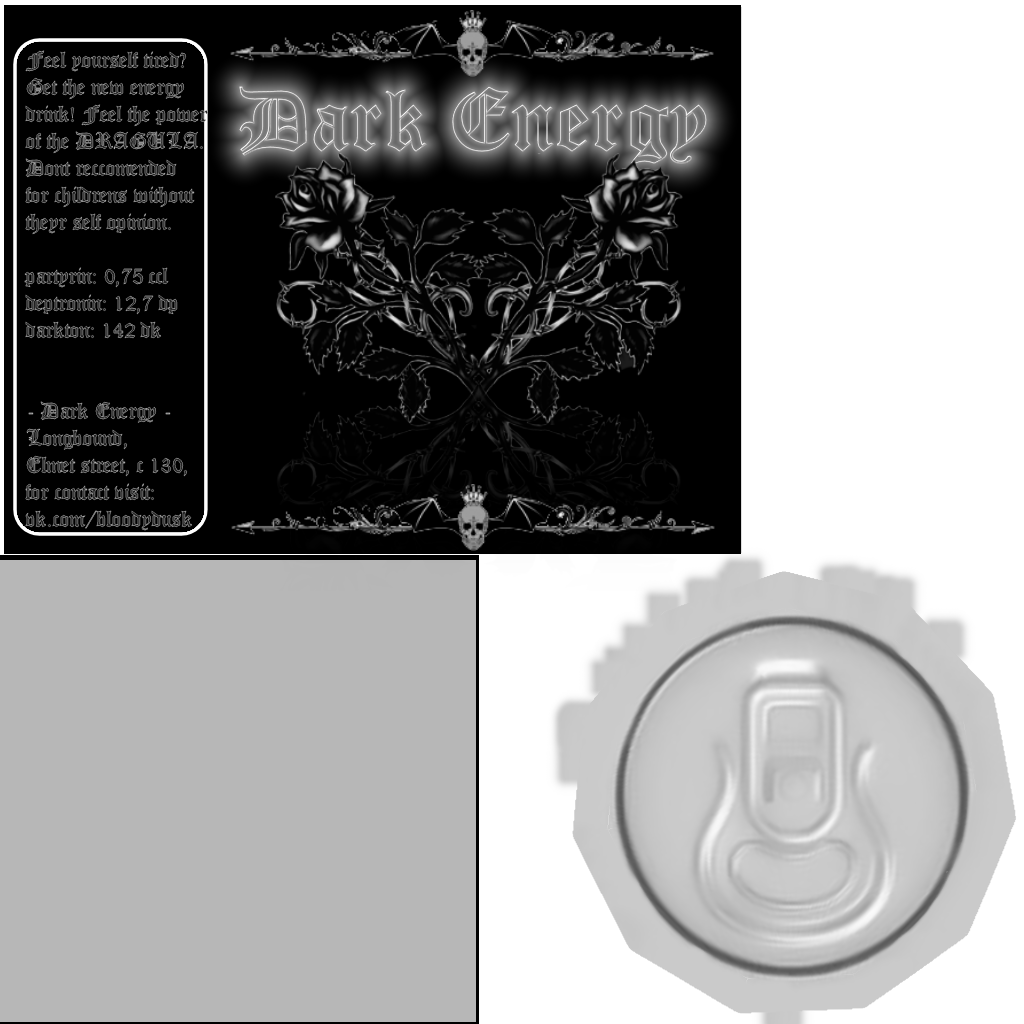 Feel yourself tired?
Get the new energy
drink! Feel the power
of the DRAGULA.
Dont reccomended
for childrens without
theyr self opinion.
partyrin: 0,75 ccl
deptronin: 12,7 dp
darkton: 142 dk
- Dark Energy -
Longbound,
Elmet street, c 130,
for contact visit:
vk.com/bloodydusk
Dark Energy